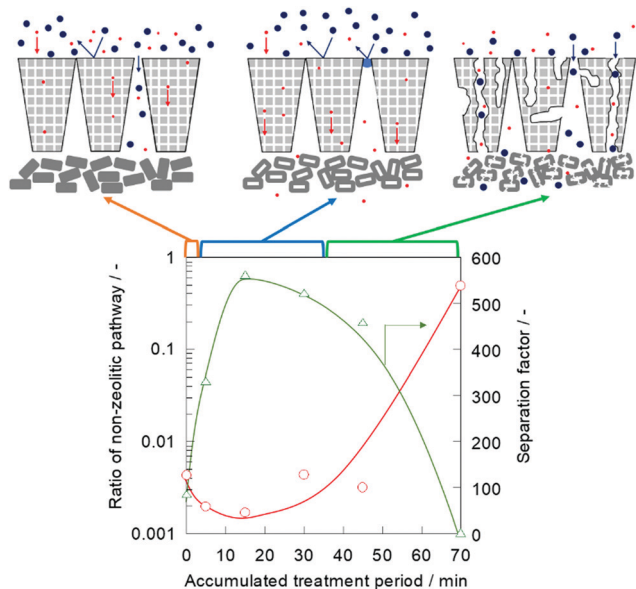 1
0.1
0.01
0.001
Ratio of non-zeolitic pathway / -
600
500
400
300
200
100
0
Separation factor / -
0 10 20 30 40 50 60 70
Accumulated treatment period / min